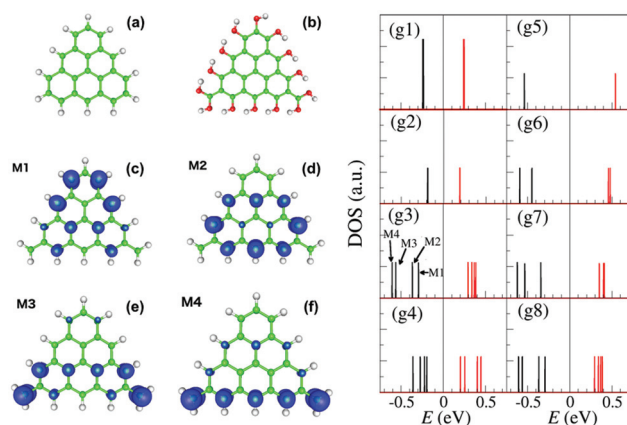 (a)
(b)
M1
(c)
M2
(d)
M3
(e)
M4
(f)
DOS (a.u.)
(g1)
(g5)
(g2)
(g6)
(g3)
M4
M3
M2
M1
(g7)
(g4)
(g8)
-0.5 0 0.5 -0.5 0 0.5
E (eV) E (eV)